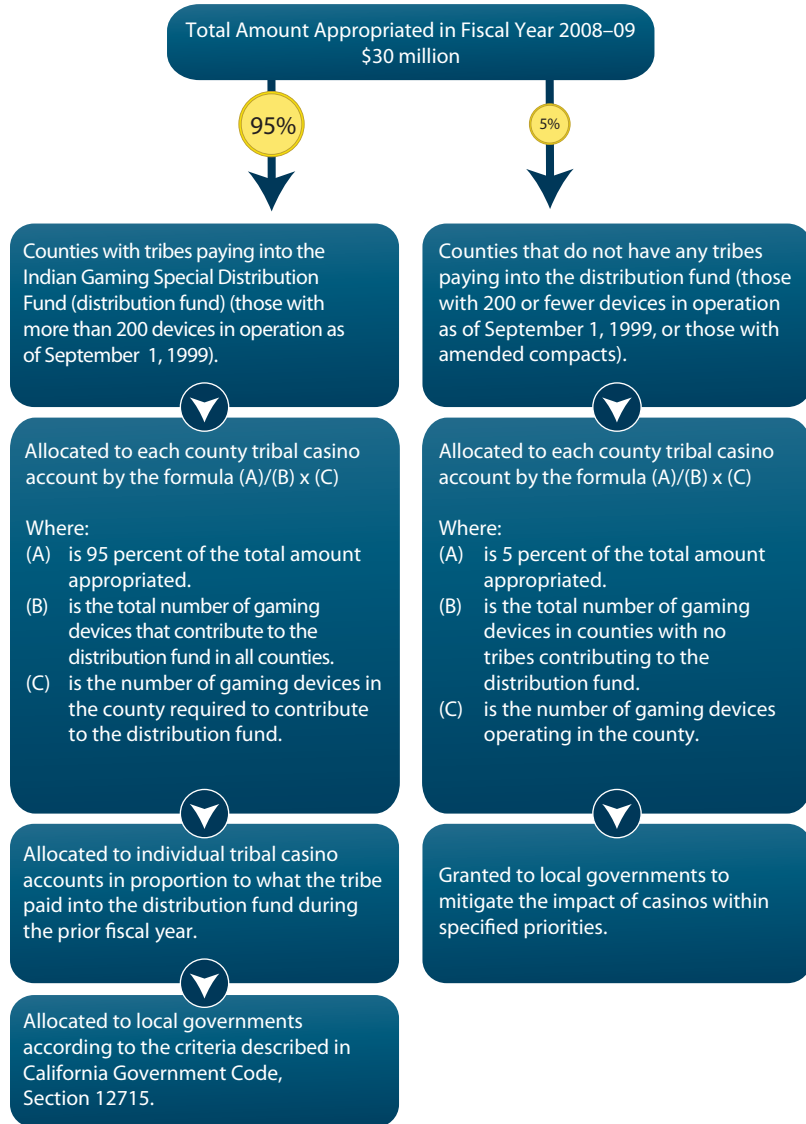 Total Amount Appropriated in Fiscal Year 2008–09
$30 million
95%
5%
Counties with tribes paying into the
Indian Gaming Special Distribution
Fund (distribution fund) (those with
more than 200 devices in operation as
of September 1, 1999).
Allocated to each county tribal casino
account by the formula (A)/(B) x (C)
Where:
(A) is 95 percent of the total amount
appropriated.
(B) is the total number of gaming
devices that contribute to the
distribution fund in all counties.
(C) is the number of gaming devices in
the county required to contribute
to the distribution fund.
Allocated to individual tribal casino
accounts in proportion to what the tribe
paid into the distribution fund during
the prior fiscal year.
Allocated to local governments
according to the criteria described in
California Government Code,
Section 12715.
Counties that do not have any tribes
paying into the distribution fund (those
with 200 or fewer devices in operation
as of September 1, 1999, or those with
amended compacts).
Allocated to each county tribal casino
account by the formula (A)/(B) x (C)
Where:
(A) is 5 percent of the total amount
appropriated.
(B) is the total number of gaming
devices in counties with no
tribes contributing to the
distribution fund.
(C) is the number of gaming devices
operating in the county.
Granted to local governments to
mitigate the impact of casinos within
specified priorities.